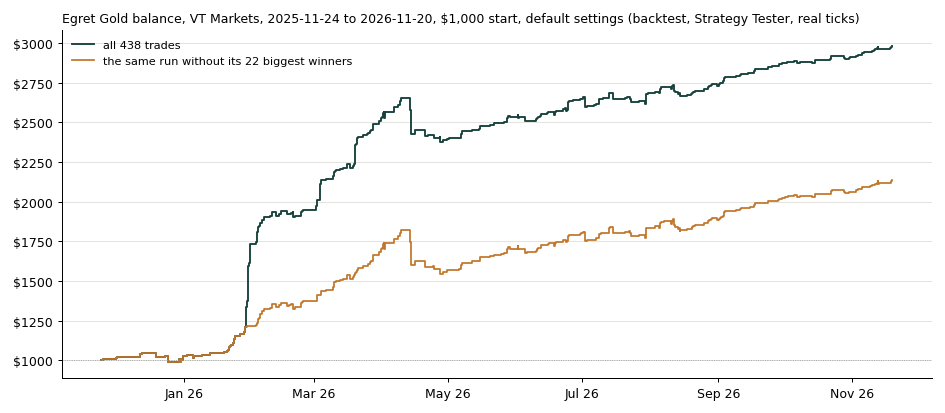 Egret Gold balance, VT Markets, 2025-11-24 to 2026-11-20, $1,000 start, default settings (backtest, Strategy Tester, real ticks)
all 438 trades
the same run without its 22 biggest winners
$3000
$2750
$2500
$2250
$2000
$1750
$1500
$1250
$1000
Jan 26 Mar 26 May 26 Jul 26 Sep 26 Nov 26